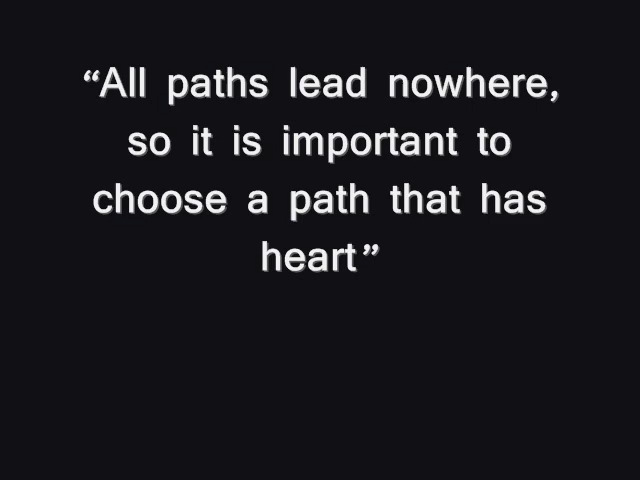 “All paths lead nowhere,
so it is important to
choose a path that has
heart”